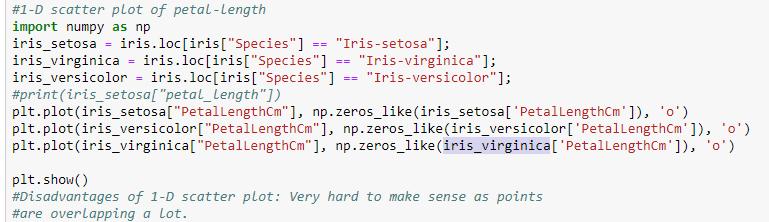 #1-D scatter plot of petal-length
import numpy as np
iris_setosa = iris.loc[iris["Species"] == "Iris-setosa"];
iris_virginica = iris.loc[iris["Species"] == "Iris-virginica"];
iris_versicolor = iris.loc[iris["Species"] == "Iris-versicolor"];
#print(iris_setosa["petal_length"])
plt.plot(iris_setosa["PetalLengthCm"], np.zeros_like(iris_setosa['PetalLengthCm']), 'o')
plt.plot(iris_versicolor["PetalLengthCm"], np.zeros_like(iris_versicolor['PetalLengthCm']), 'o')
plt.plot(iris_virginica["PetalLengthCm"], np.zeros_like(iris_virginica['PetalLengthCm']), 'o')
plt.show()
#Disadvantages of 1-D scatter plot: Very hard to make sense as points
#are overlapping a lot.